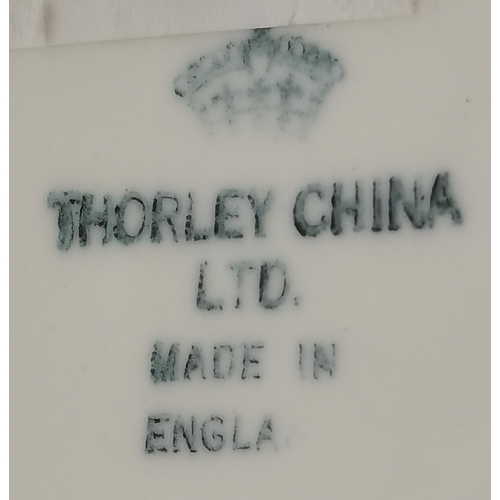 THORLEY CHINA
LTD.
MADE IN
ENGLA